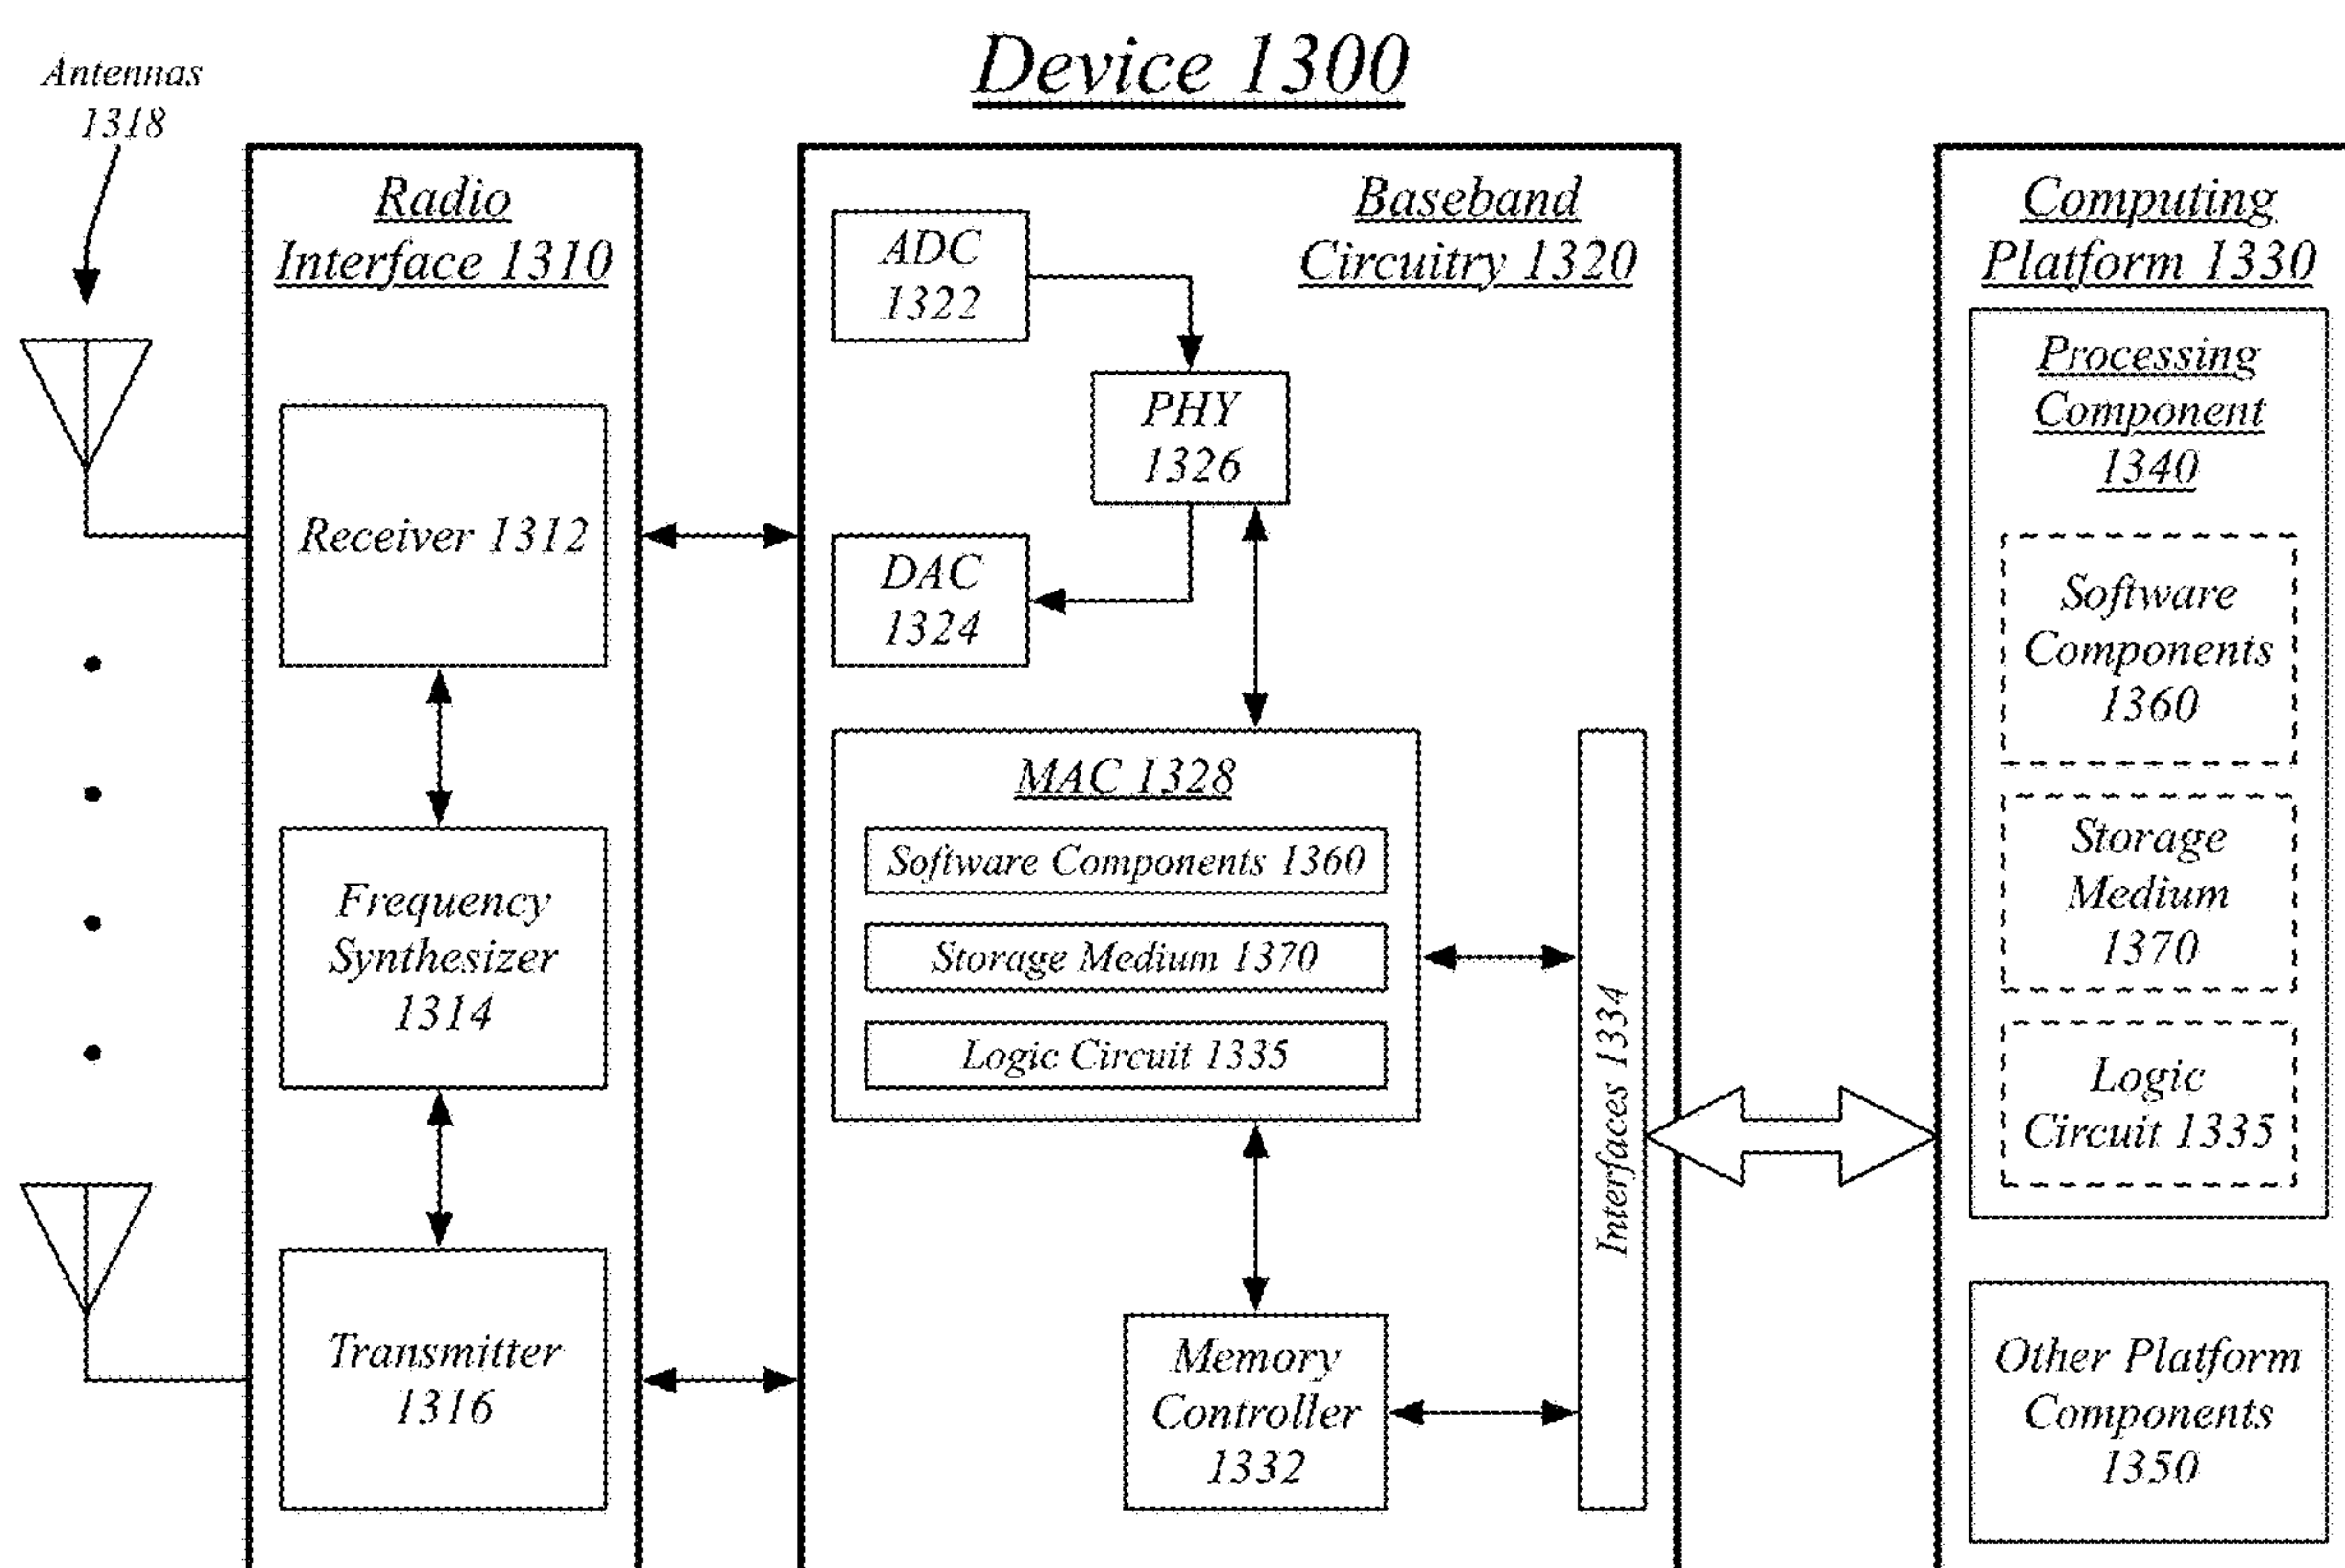 Device 1300
Antennas
1318
Radio
Interface 1310
Receiver 1312
Frequency
Synthesizer
1314
Transmitter
1316
Baseband
Circuitry 1320
ADC
1322
PHY
1326
DAC
1324
MAC 1328
Software Components 1360
Storage Medium 1370
Logic Circuit 1335
Memory
Controller
1332
Interfaces 1334
Computing
Platform 1330
Processing
Component
1340
Software
Components
1360
Storage
Medium
1370
Logic
Circuit 1335
Other Platform
Components
1350